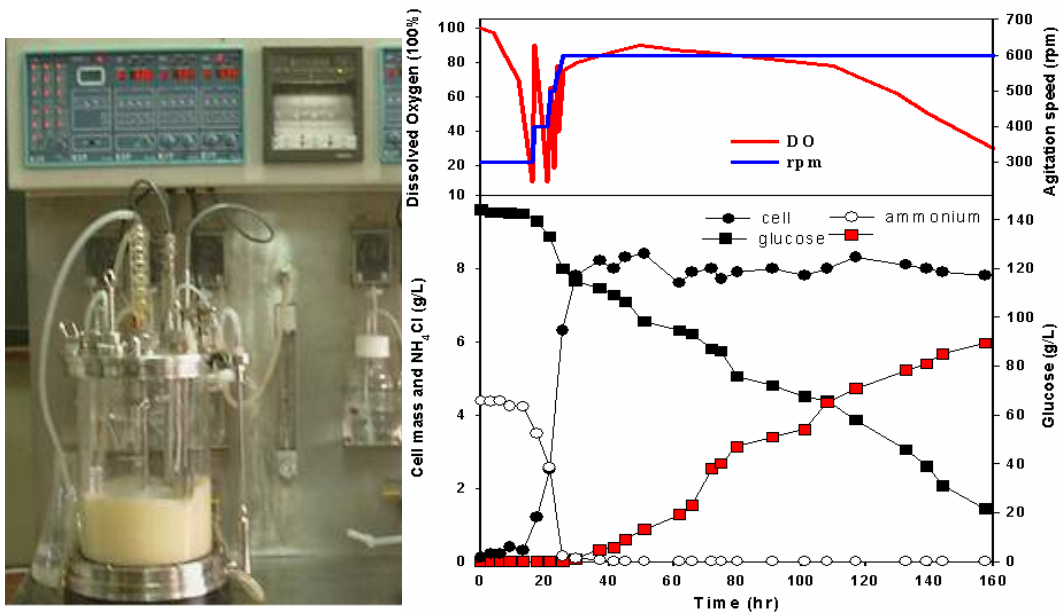 Dissolved Oxygen (100%)
100
80
60
40
20
10
DO
rpm
700
600
500
400
300
Agitation speed (rpm)
cell
ammonium
glucose
Cell mass and NH4Cl (g/L)
8
6
4
2
0
140
120
100
80
60
40
20
0
Glucose (g/L)
0 20 40 60 80 100 120 140 160
Time (hr)